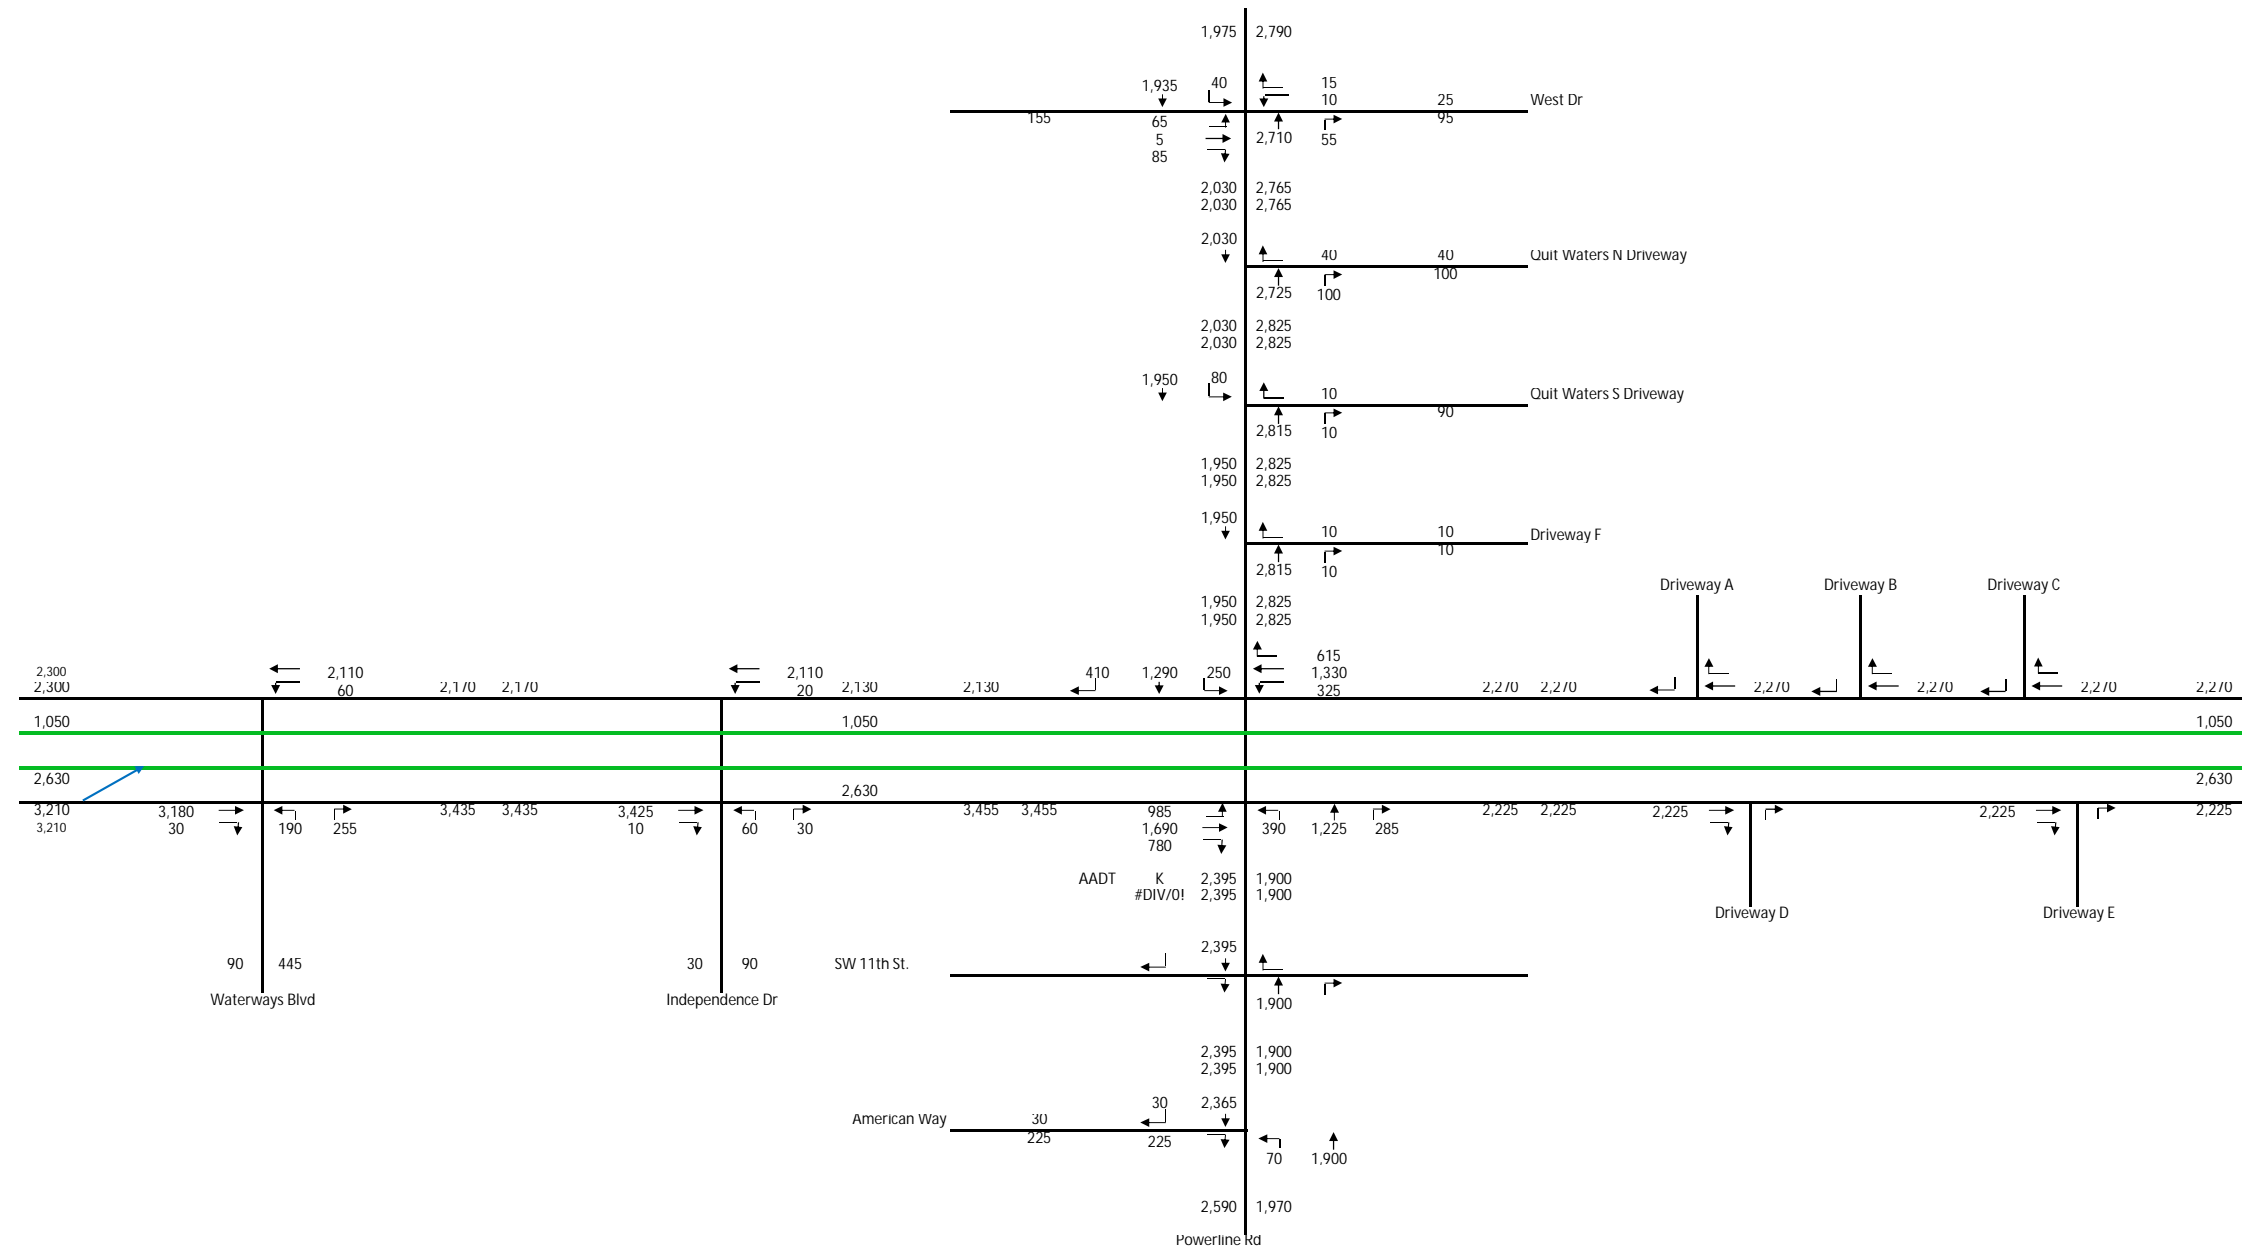 1,975 2,790
1,935 40 15
10 25 West Dr
155 65 95
5 2,710 55
85
2,030 2,765
2,030 2,765
2,030 40 40 Quit Waters N Driveway
100
2,725 100
2,030 2,825
2,030 2,825
1,950 80 10 Quit Waters S Driveway
90
2,815 10
1,950 2,825
1,950 2,825
1,950 10 10 Driveway F
10
2,815 10
Driveway A Driveway B Driveway C
1,950 2,825
1,950 2,825
615
2,300 2,110 2,110 410 1,290 250 1,330
2,300 60 2,170 2,170 20 2,130 2,130 325 2,270 2,270 2,270 2,270 2,270 2,270
1,050 1,050 1,050
2,630 2,630 2,630
3,210 3,180 3,435 3,435 3,425 3,455 3,455 985 2,225 2,225 2,225 2,225 2,225
3,210 30 190 255 10 60 30 1,690 390 1,225 285
780
AADT K 2,395 1,900
#DIV/0! 2,395 1,900
Driveway D Driveway E
2,395
90 445 30 90 SW 11th St.
Waterways Blvd Independence Dr 1,900
2,395 1,900
2,395 1,900
30 2,365
American Way 30
225 225 70 1,900
2,590 1,970
Powerline Rd